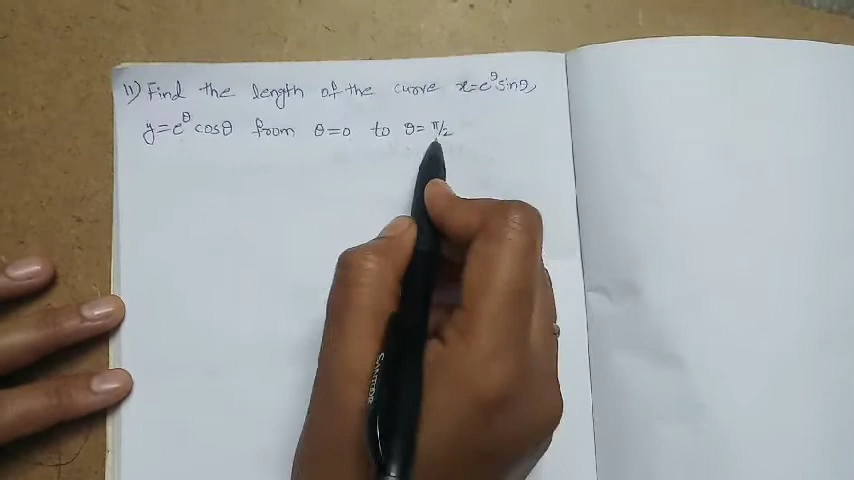 11) Find the length of the curve x=e^θ sinθ,
y=e^θ cosθ from θ=0 to θ=π/2